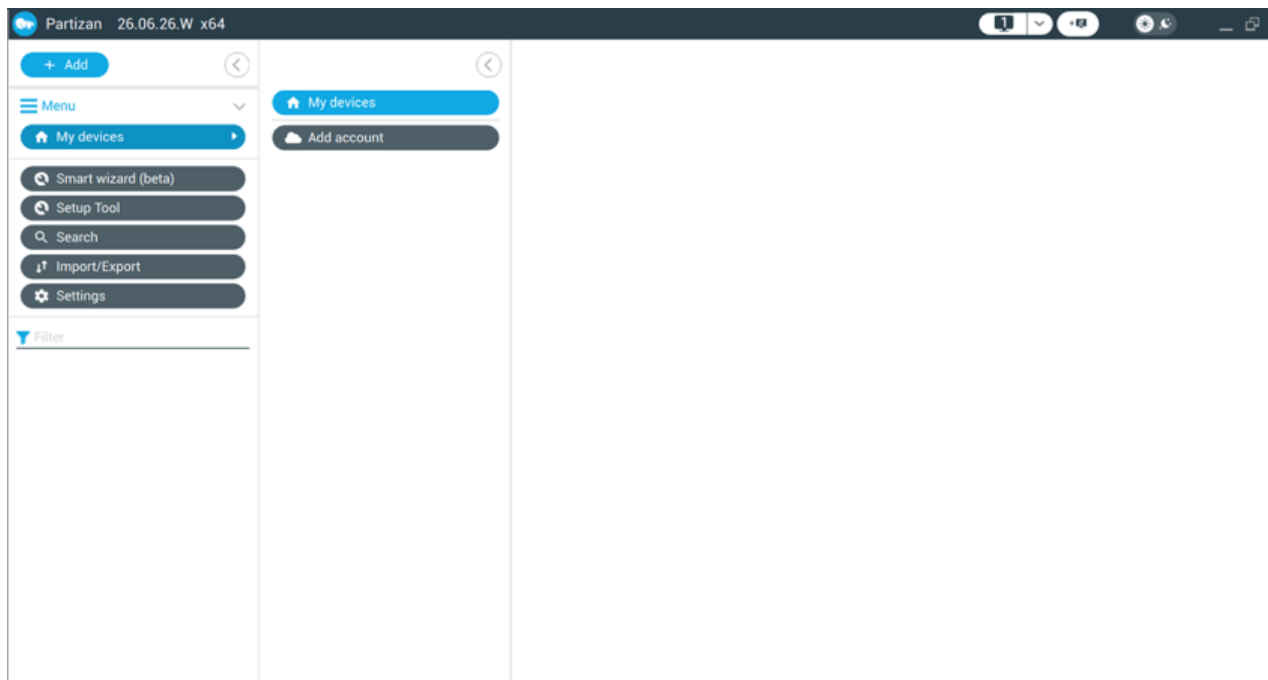 Partizan 26.06.26.W x64
1
+ Add
Menu
My devices
Smart wizard (beta)
Setup Tool
Search
Import/Export
Settings
Filter
My devices
Add account